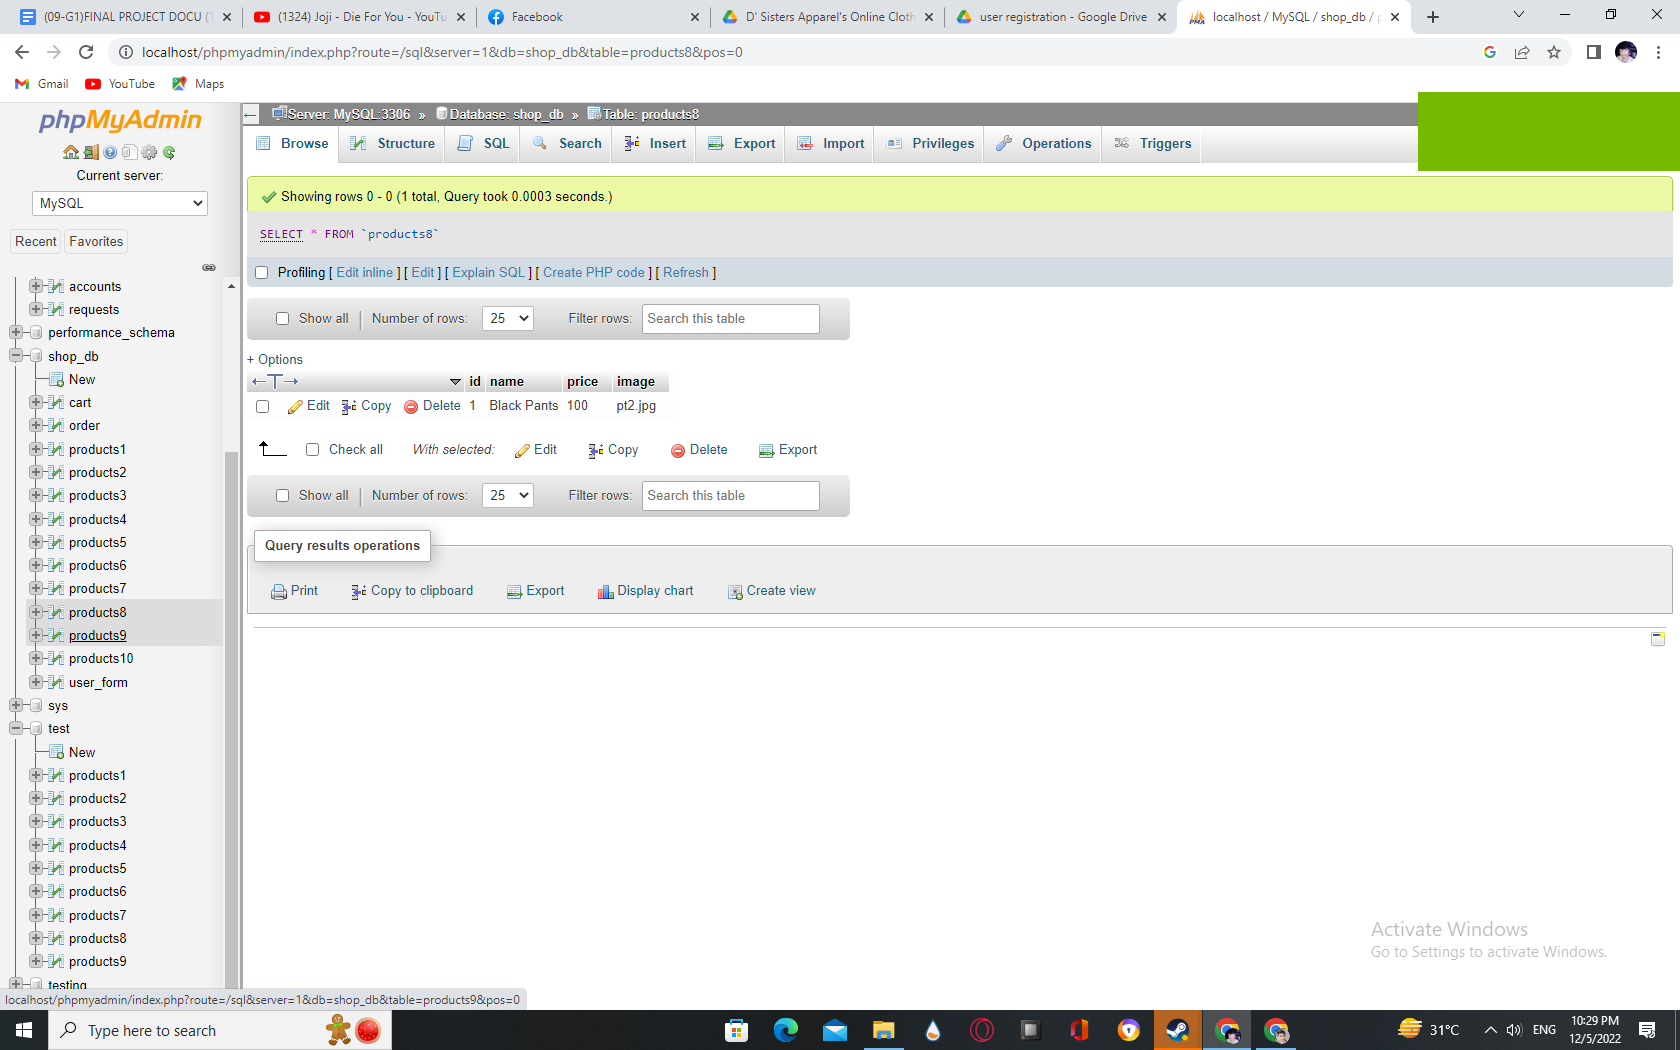 (09-G1)FINAL PROJECT DOCU (
(1324) Joji - Die For You - YouTu
Facebook
D' Sisters Apparel's Online Cloth
user registration - Google Drive
localhost / MySQL / shop_db / p
localhost/phpmyadmin/index.php?route=/sql&server=1&db=shop_db&table=products8&pos=0
Gmail
YouTube
Maps
phpMyAdmin
Current server:
MySQL
Recent
Favorites
accounts
requests
performance_schema
shop_db
New
cart
order
products1
products2
products3
products4
products5
products6
products7
products8
products9
products10
user_form
sys
test
New
products1
products2
products3
products4
products5
products6
products7
products8
products9
testing
localhost/phpmyadmin/index.php?route=/sql&server=1&db=shop_db&table=products9&pos=0
Server: MySQL:3306 » Database: shop_db » Table: products8
Browse Structure SQL Search Insert Export Import Privileges Operations Triggers
Showing rows 0 - 0 (1 total, Query took 0.0003 seconds.)
SELECT * FROM `products8`
Profiling [ Edit inline ] [ Edit ] [ Explain SQL ] [ Create PHP code ] [ Refresh ]
Show all Number of rows: 25 Filter rows: Search this table
+ Options
←T→ id name price image
Edit Copy Delete 1 Black Pants 100 pt2.jpg
Check all With selected: Edit Copy Delete Export
Show all Number of rows: 25 Filter rows: Search this table
Query results operations
Print Copy to clipboard Export Display chart Create view
Activate Windows
Go to Settings to activate Windows.
Type here to search
31°C
ENG
10:29 PM
12/5/2022